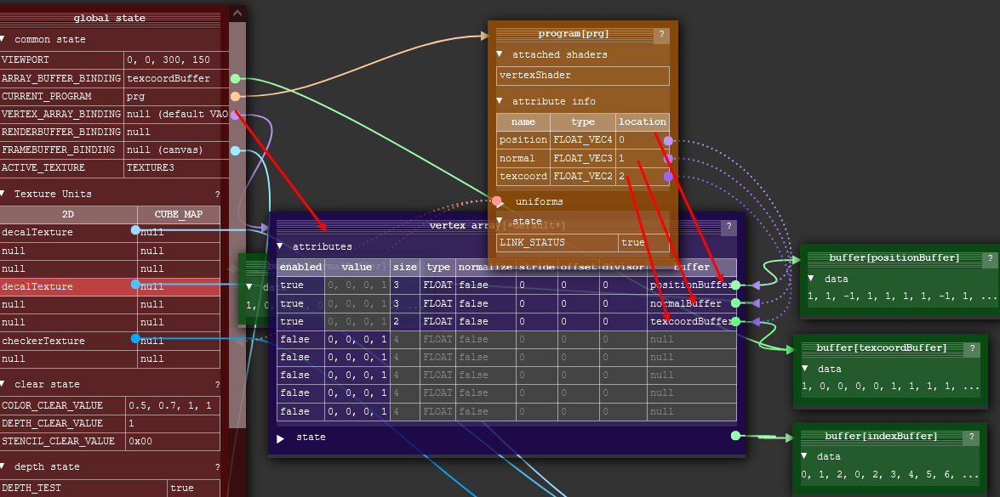 global state
common state
VIEWPORT 0, 0, 300, 150
ARRAY_BUFFER_BINDING texcoordBuffer
CURRENT_PROGRAM prg
VERTEX_ARRAY_BINDING null (default VAO
RENDERBUFFER_BINDING null
FRAMEBUFFER_BINDING null (canvas)
ACTIVE_TEXTURE TEXTURE3
Texture Units ?
2D CUBE_MAP
decalTexture null
null null
null null
decalTexture null
null null
null null
checkerTexture null
null null
clear state ?
COLOR_CLEAR_VALUE 0.5, 0.7, 1, 1
DEPTH_CLEAR_VALUE 1
STENCIL_CLEAR_VALUE 0x00
depth state ?
DEPTH_TEST true
program[prg] ?
attached shaders
vertexShader
attribute info
name type location
position FLOAT_VEC4 0
normal FLOAT_VEC3 1
texcoord FLOAT_VEC2 2
uniforms
state
LINK_STATUS true
vertex array[*default*] ?
attributes
enabled value size type normalize stride offset divisor buffer
true 0, 0, 0, 1 3 FLOAT false 0 0 0 positionBuffer
true 0, 0, 0, 1 3 FLOAT false 0 0 0 normalBuffer
true 0, 0, 0, 1 2 FLOAT false 0 0 0 texcoordBuffer
false 0, 0, 0, 1 4 FLOAT false 0 0 0 null
false 0, 0, 0, 1 4 FLOAT false 0 0 0 null
false 0, 0, 0, 1 4 FLOAT false 0 0 0 null
false 0, 0, 0, 1 4 FLOAT false 0 0 0 null
false 0, 0, 0, 1 4 FLOAT false 0 0 0 null
state
buffer[positionBuffer] ?
data
1, 1, -1, 1, 1, 1, 1, -1, 1, ...
buffer[texcoordBuffer] ?
data
1, 0, 0, 0, 0, 1, 1, 1, 1, ...
buffer[indexBuffer] ?
data
0, 1, 2, 0, 2, 3, 4, 5, 6, ...